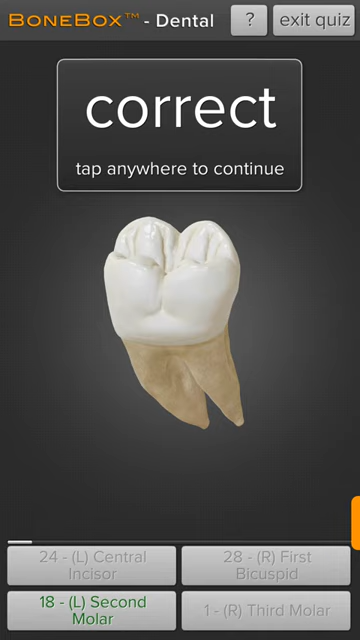 BONEBOX™ - Dental
?
exit quiz
correct
tap anywhere to continue
24 - (L) Central
Incisor
28 - (R) First
Bicuspid
18 - (L) Second
Molar
1 - (R) Third Molar